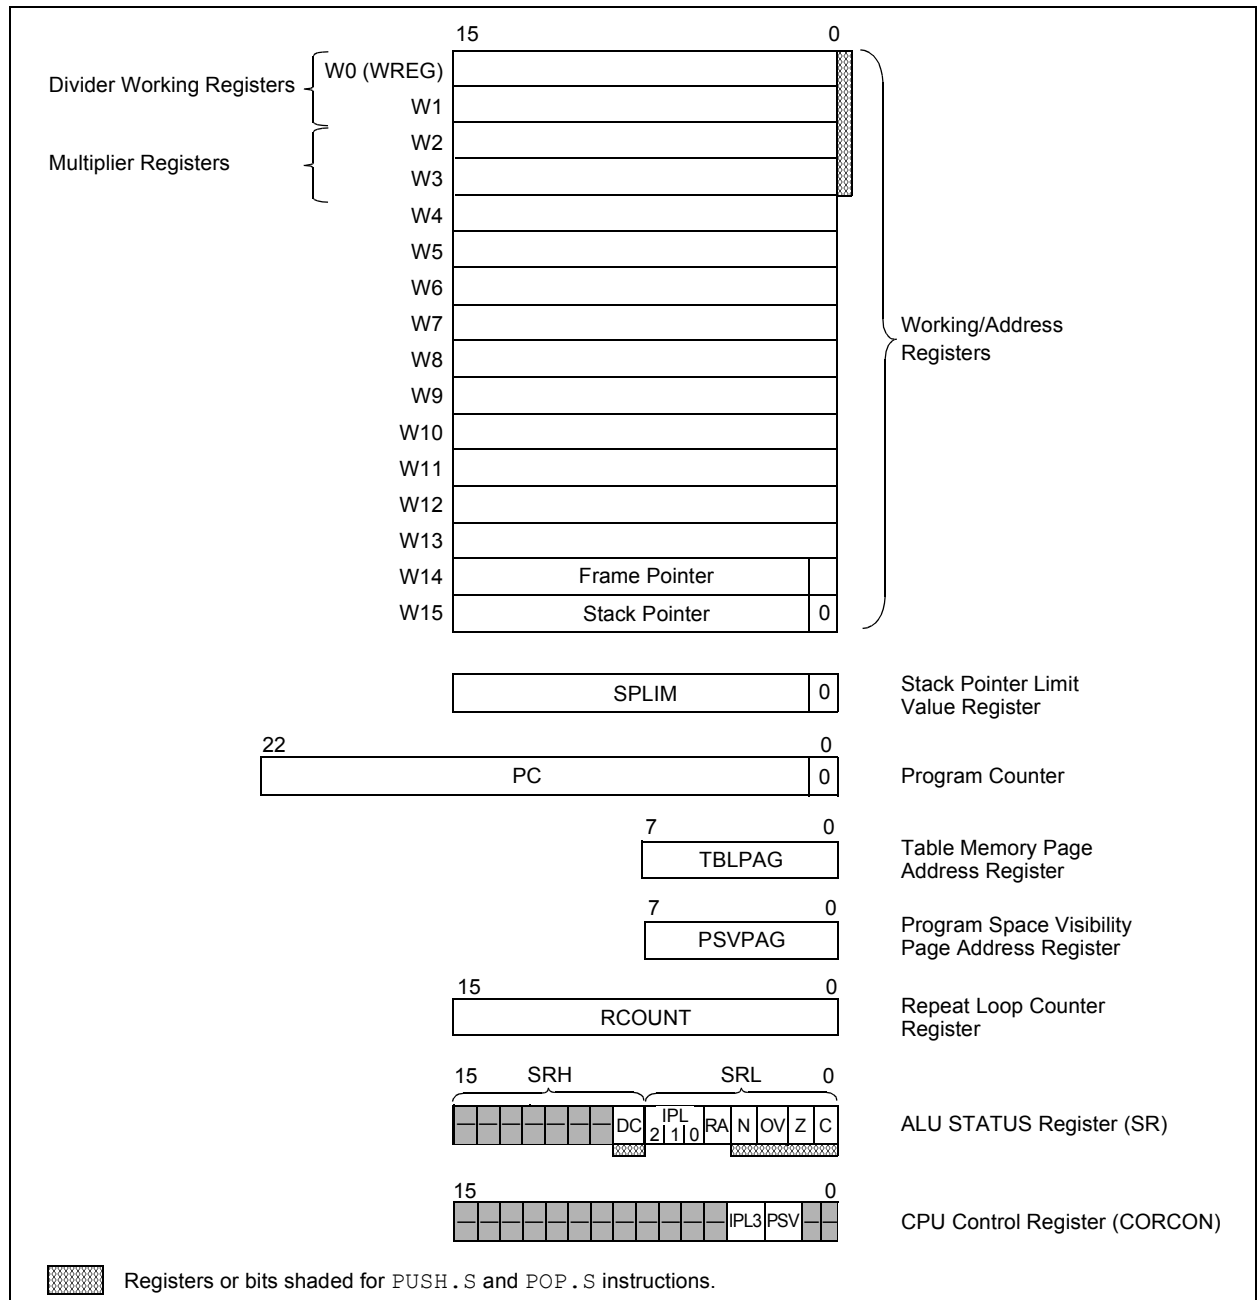 15 0
Divider Working Registers
W0 (WREG)
W1
Multiplier Registers
W2
W3
W4
W5
W6
W7
W8
W9
W10
W11
W12
W13
W14 Frame Pointer
W15 Stack Pointer 0
Working/Address
Registers
SPLIM 0
Stack Pointer Limit
Value Register
22 0
PC 0
Program Counter
7 0
TBLPAG
Table Memory Page
Address Register
7 0
PSVPAG
Program Space Visibility
Page Address Register
15 0
RCOUNT
Repeat Loop Counter
Register
15 SRH SRL 0
— — — — — — — DC IPL 2 1 0 RA N OV Z C
ALU STATUS Register (SR)
15 0
— — — — — — — — — — — — IPL3 PSV — —
CPU Control Register (CORCON)
Registers or bits shaded for PUSH.S and POP.S instructions.